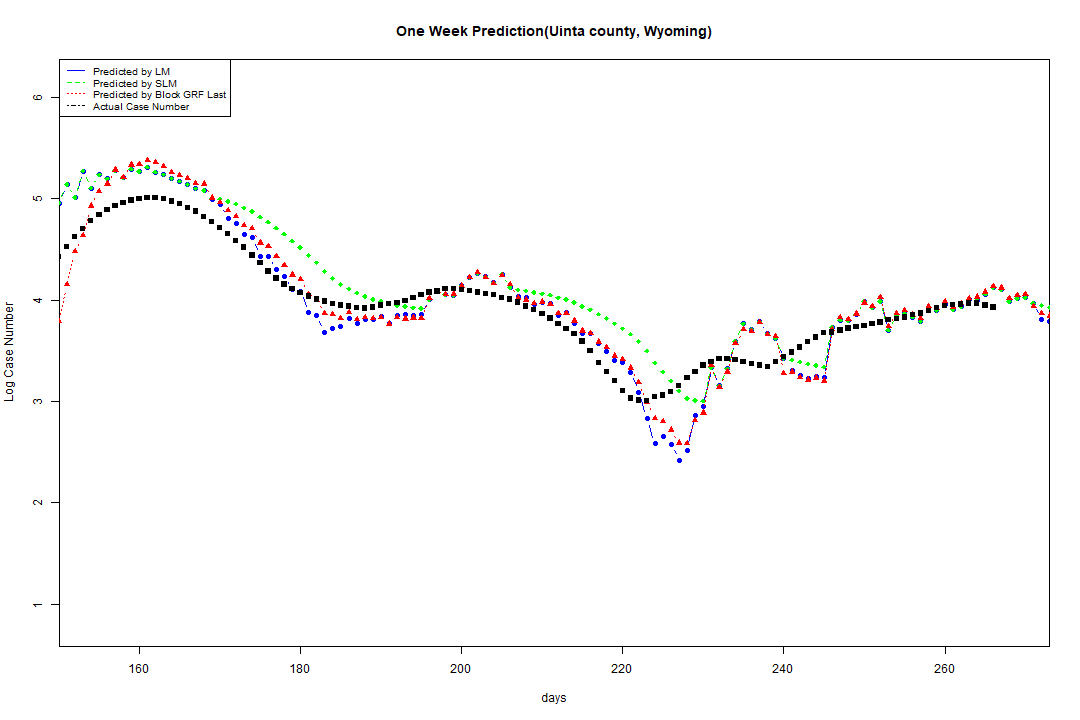 One Week Prediction(Uinta county, Wyoming)
Predicted by LM
Predicted by SLM
Predicted by Block GRF Last
Actual Case Number
6
5
4
3
2
1
Log Case Number
160 180 200 220 240 260
days